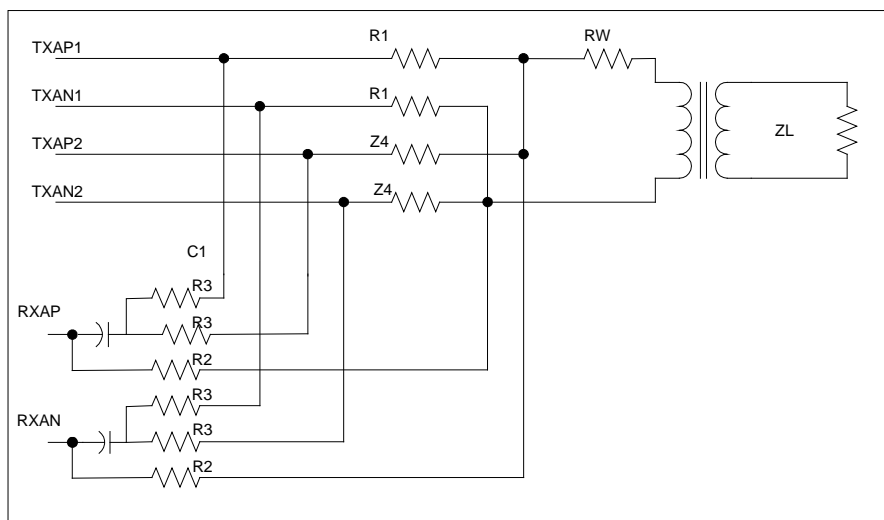 TXAP1
R1
RW
TXAN1
R1
TXAP2
Z4
ZL
TXAN2
Z4
C1
R3
RXAP
R3
R2
R3
RXAN
R3
R2